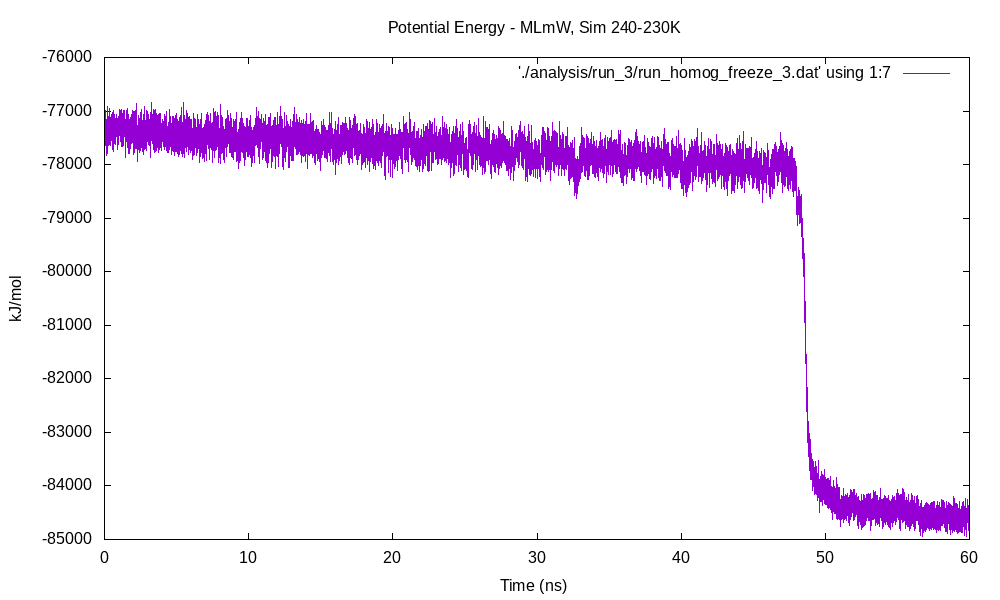 Potential Energy - MLmW, Sim 240-230K
'./analysis/run_3/run_homog_freeze_3.dat' using 1:7
-76000
-77000
-78000
-79000
-80000
-81000
-82000
-83000
-84000
-85000
kJ/mol
0 10 20 30 40 50 60
Time (ns)